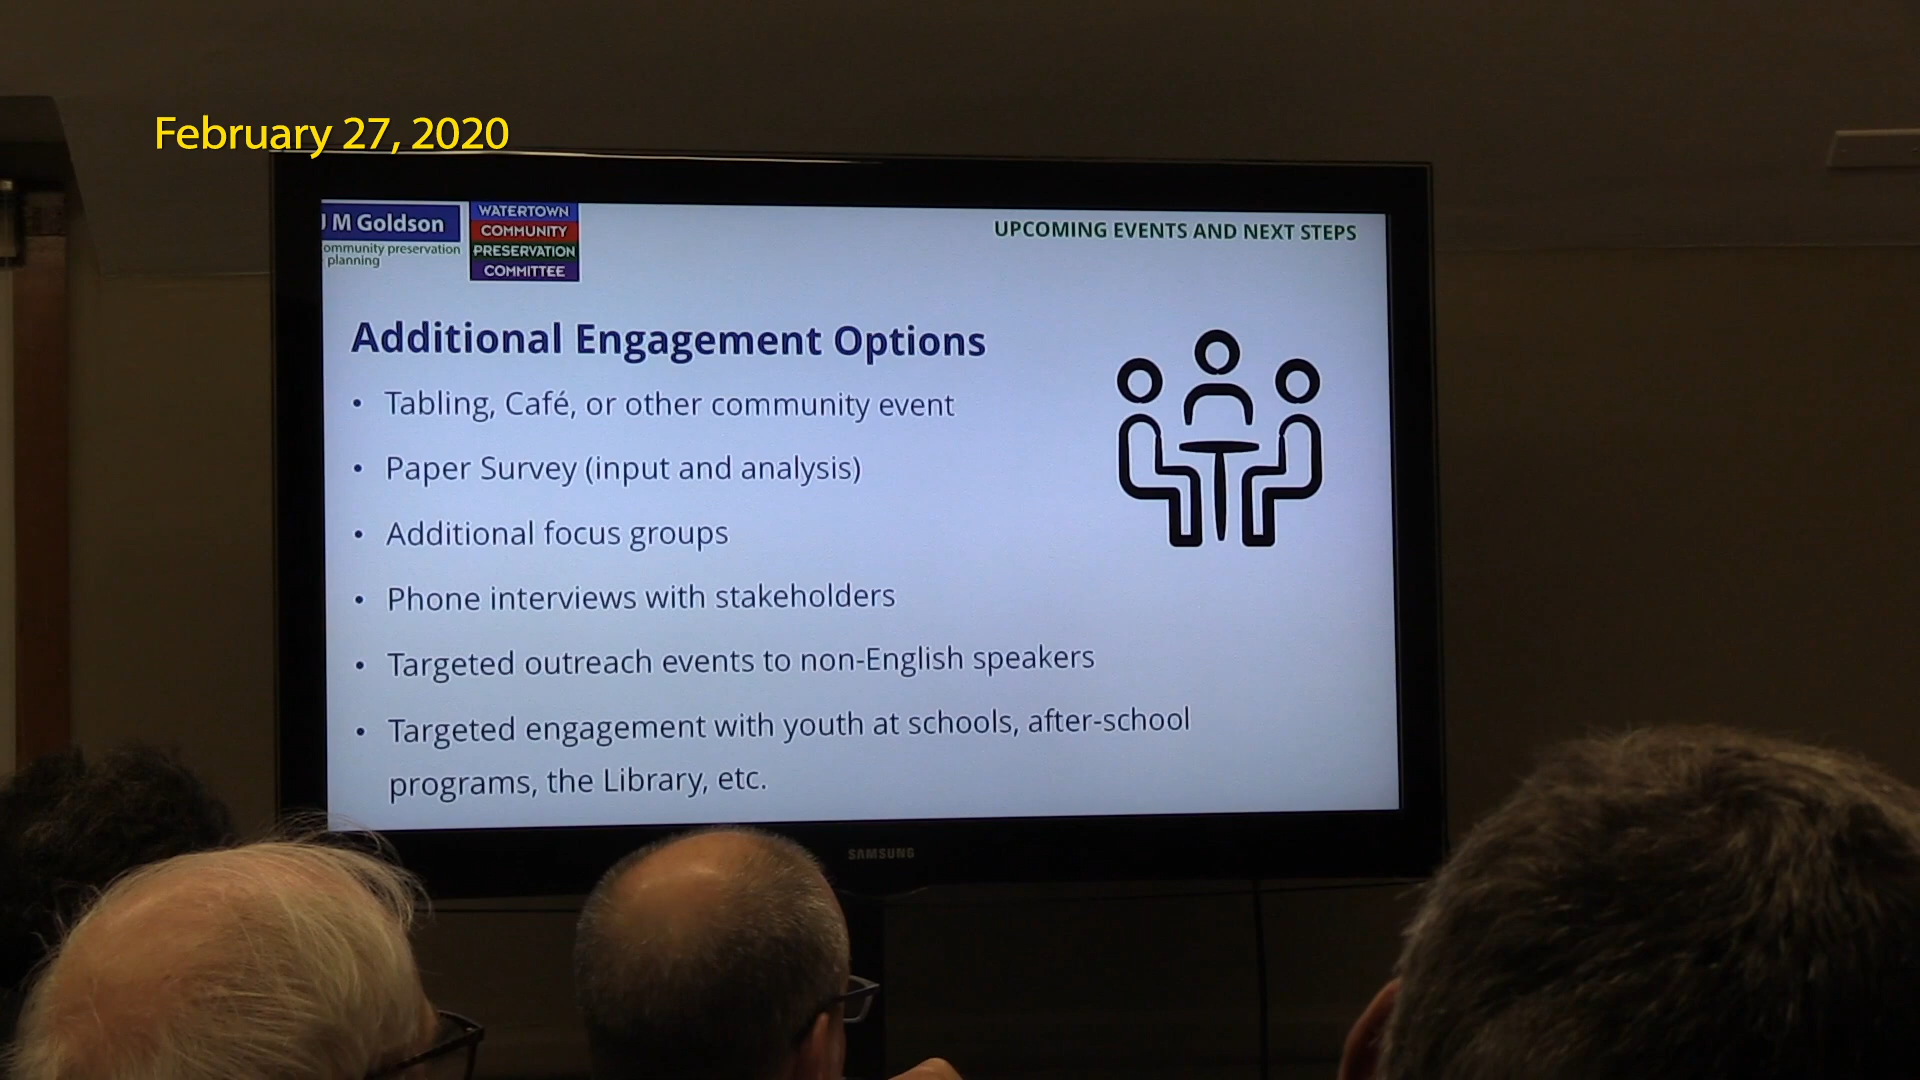 February 27, 2020
J M Goldson
ommunity preservation
planning
WATERTOWN
COMMUNITY
PRESERVATION
COMMITTEE
UPCOMING EVENTS AND NEXT STEPS
Additional Engagement Options
• Tabling, Café, or other community event
• Paper Survey (input and analysis)
• Additional focus groups
• Phone interviews with stakeholders
• Targeted outreach events to non-English speakers
• Targeted engagement with youth at schools, after-school
programs, the Library, etc.
SAMSUNG